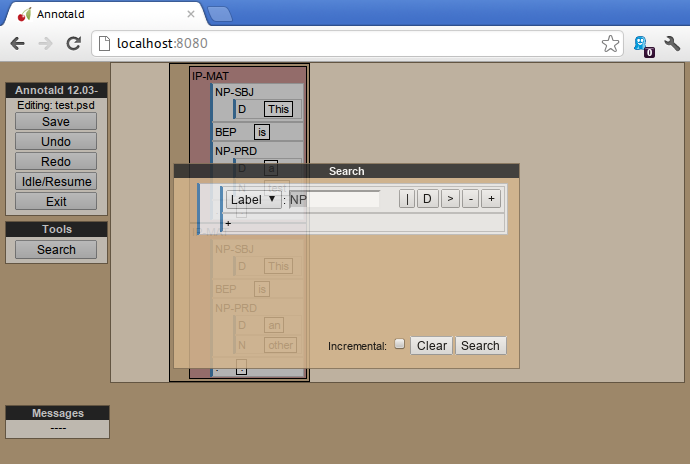 Annotald
localhost:8080
0
Annotald 12.03-
Editing: test.psd
Save
Undo
Redo
Idle/Resume
Exit
Tools
Search
Messages
----
IP-MAT
NP-SBJ
D This
BEP is
NP-PRD
D a
N test
. .
Search
Label ▼ : NP | D > - +
+
Incremental: Clear Search
IP-MAT
NP-SBJ
D This
BEP is
NP-PRD
D an
N other
. .